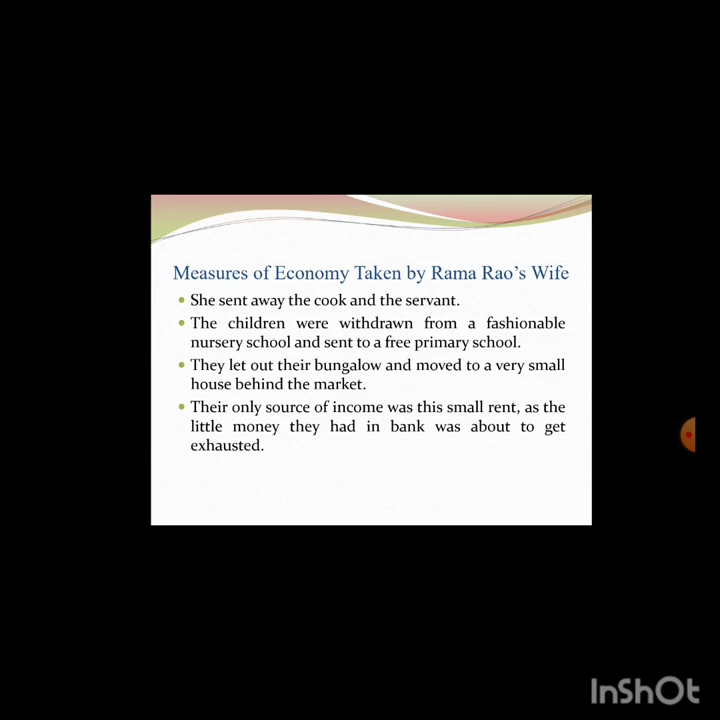 Measures of Economy Taken by Rama Rao's Wife
• She sent away the cook and the servant.
• The children were withdrawn from a fashionable
nursery school and sent to a free primary school.
• They let out their bungalow and moved to a very small
house behind the market.
• Their only source of income was this small rent, as the
little money they had in bank was about to get
exhausted.
InShOt